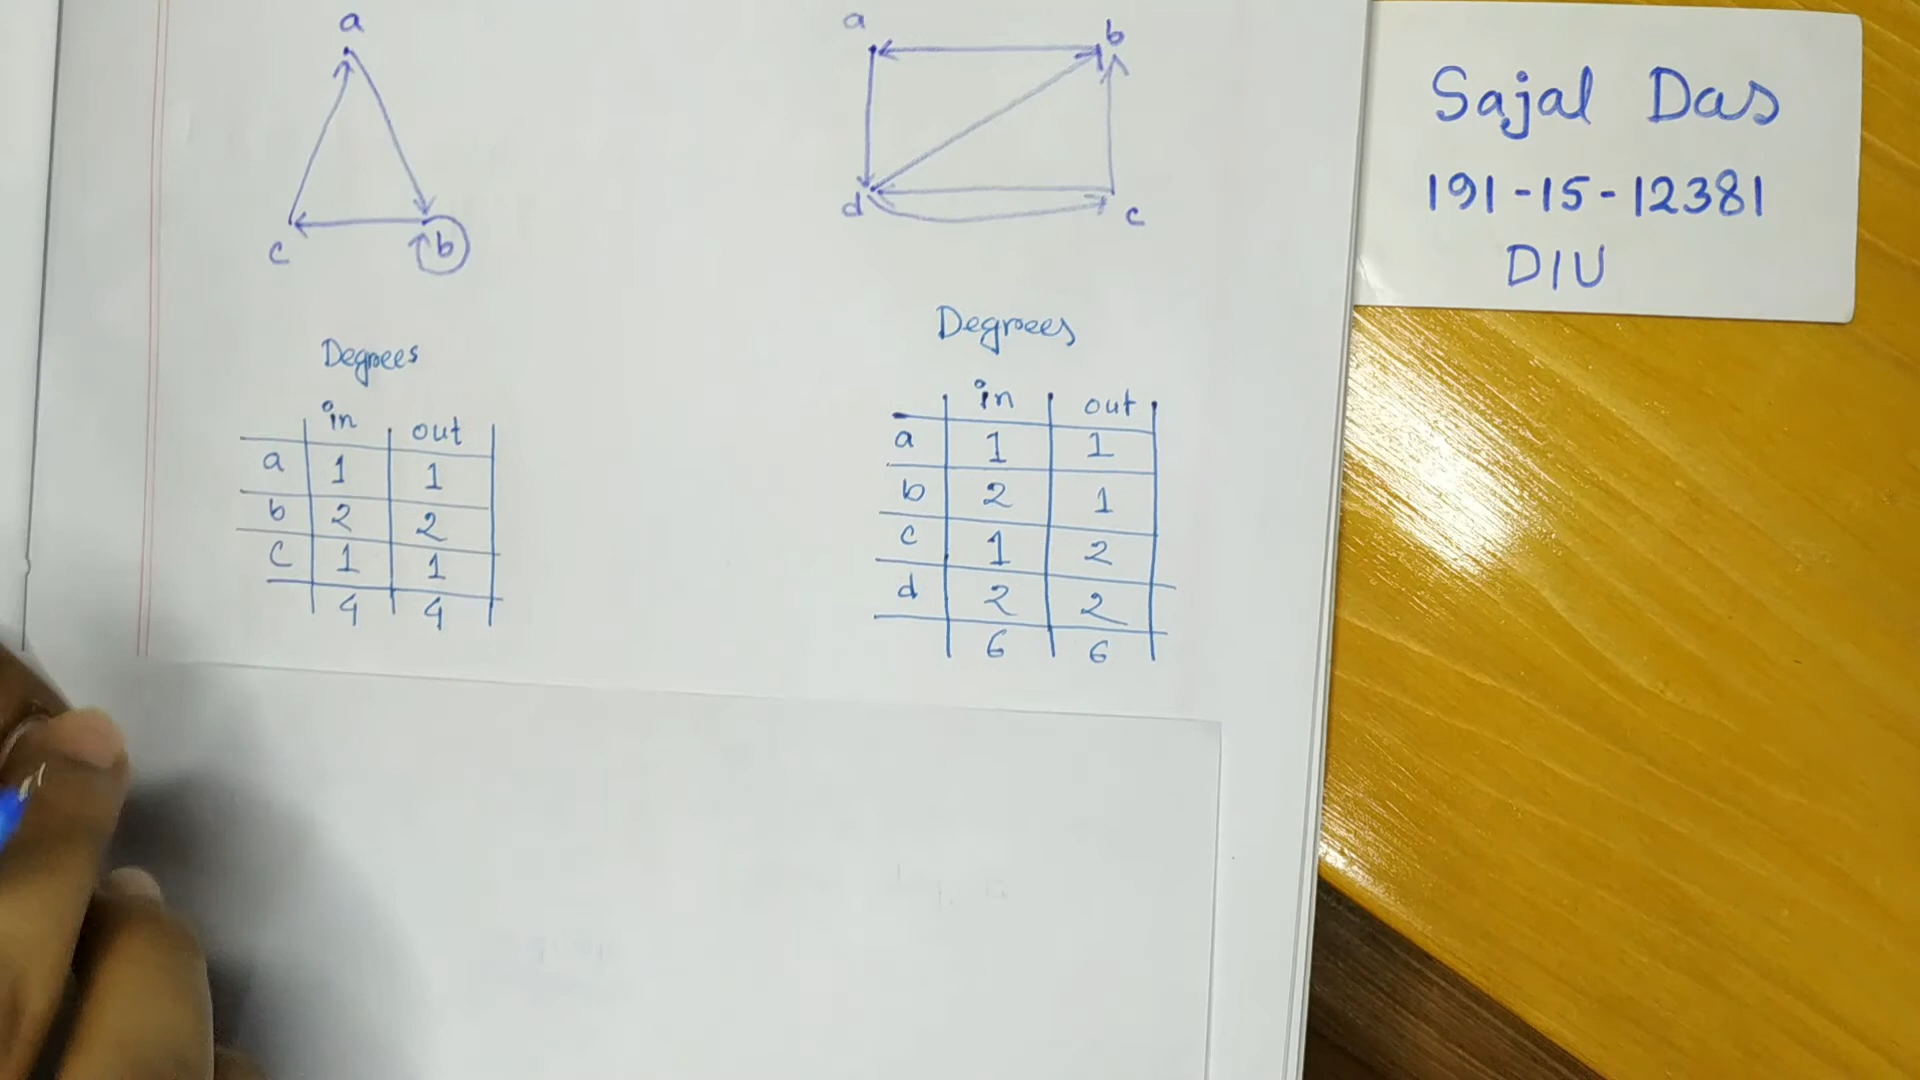 a
c
b
Degrees
in out
a 1 1
b 2 2
c 1 1
4 4
a b
d c
Degrees
in out
a 1 1
b 2 1
c 1 2
d 2 2
6 6
Sajal Das
191-15-12381
DIU